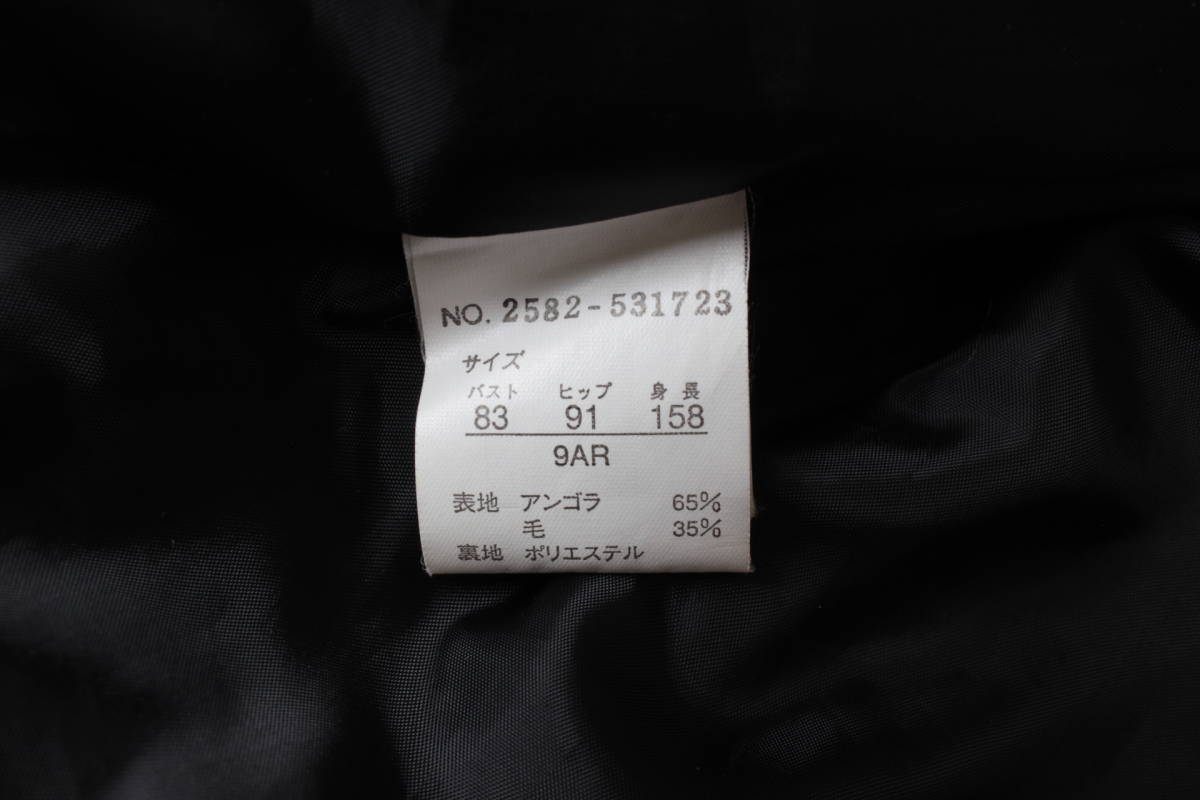 NO. 2582-531723
サイズ
バスト ヒップ 身長
83 91 158
9AR
表地 アンゴラ 65%
毛 35%
裏地 ポリエステル